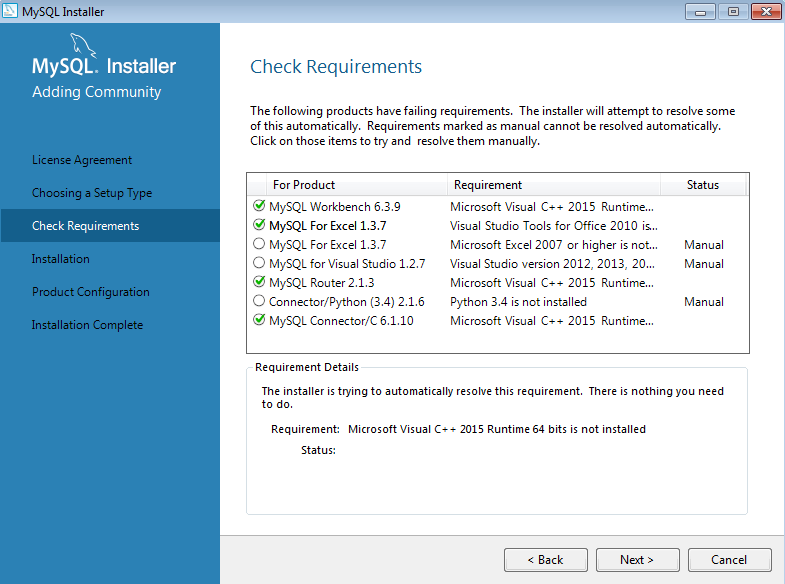 MySQL Installer
MySQL. Installer
Adding Community
License Agreement
Choosing a Setup Type
Check Requirements
Installation
Product Configuration
Installation Complete
Check Requirements
The following products have failing requirements. The installer will attempt to resolve some
of this automatically. Requirements marked as manual cannot be resolved automatically.
Click on those items to try and resolve them manually.
For Product Requirement Status
MySQL Workbench 6.3.9 Microsoft Visual C++ 2015 Runtime...
MySQL For Excel 1.3.7 Visual Studio Tools for Office 2010 is...
MySQL For Excel 1.3.7 Microsoft Excel 2007 or higher is not... Manual
MySQL for Visual Studio 1.2.7 Visual Studio version 2012, 2013, 20... Manual
MySQL Router 2.1.3 Microsoft Visual C++ 2015 Runtime...
Connector/Python (3.4) 2.1.6 Python 3.4 is not installed Manual
MySQL Connector/C 6.1.10 Microsoft Visual C++ 2015 Runtime...
Requirement Details
The installer is trying to automatically resolve this requirement. There is nothing you need
to do.
Requirement: Microsoft Visual C++ 2015 Runtime 64 bits is not installed
Status:
< Back Next > Cancel